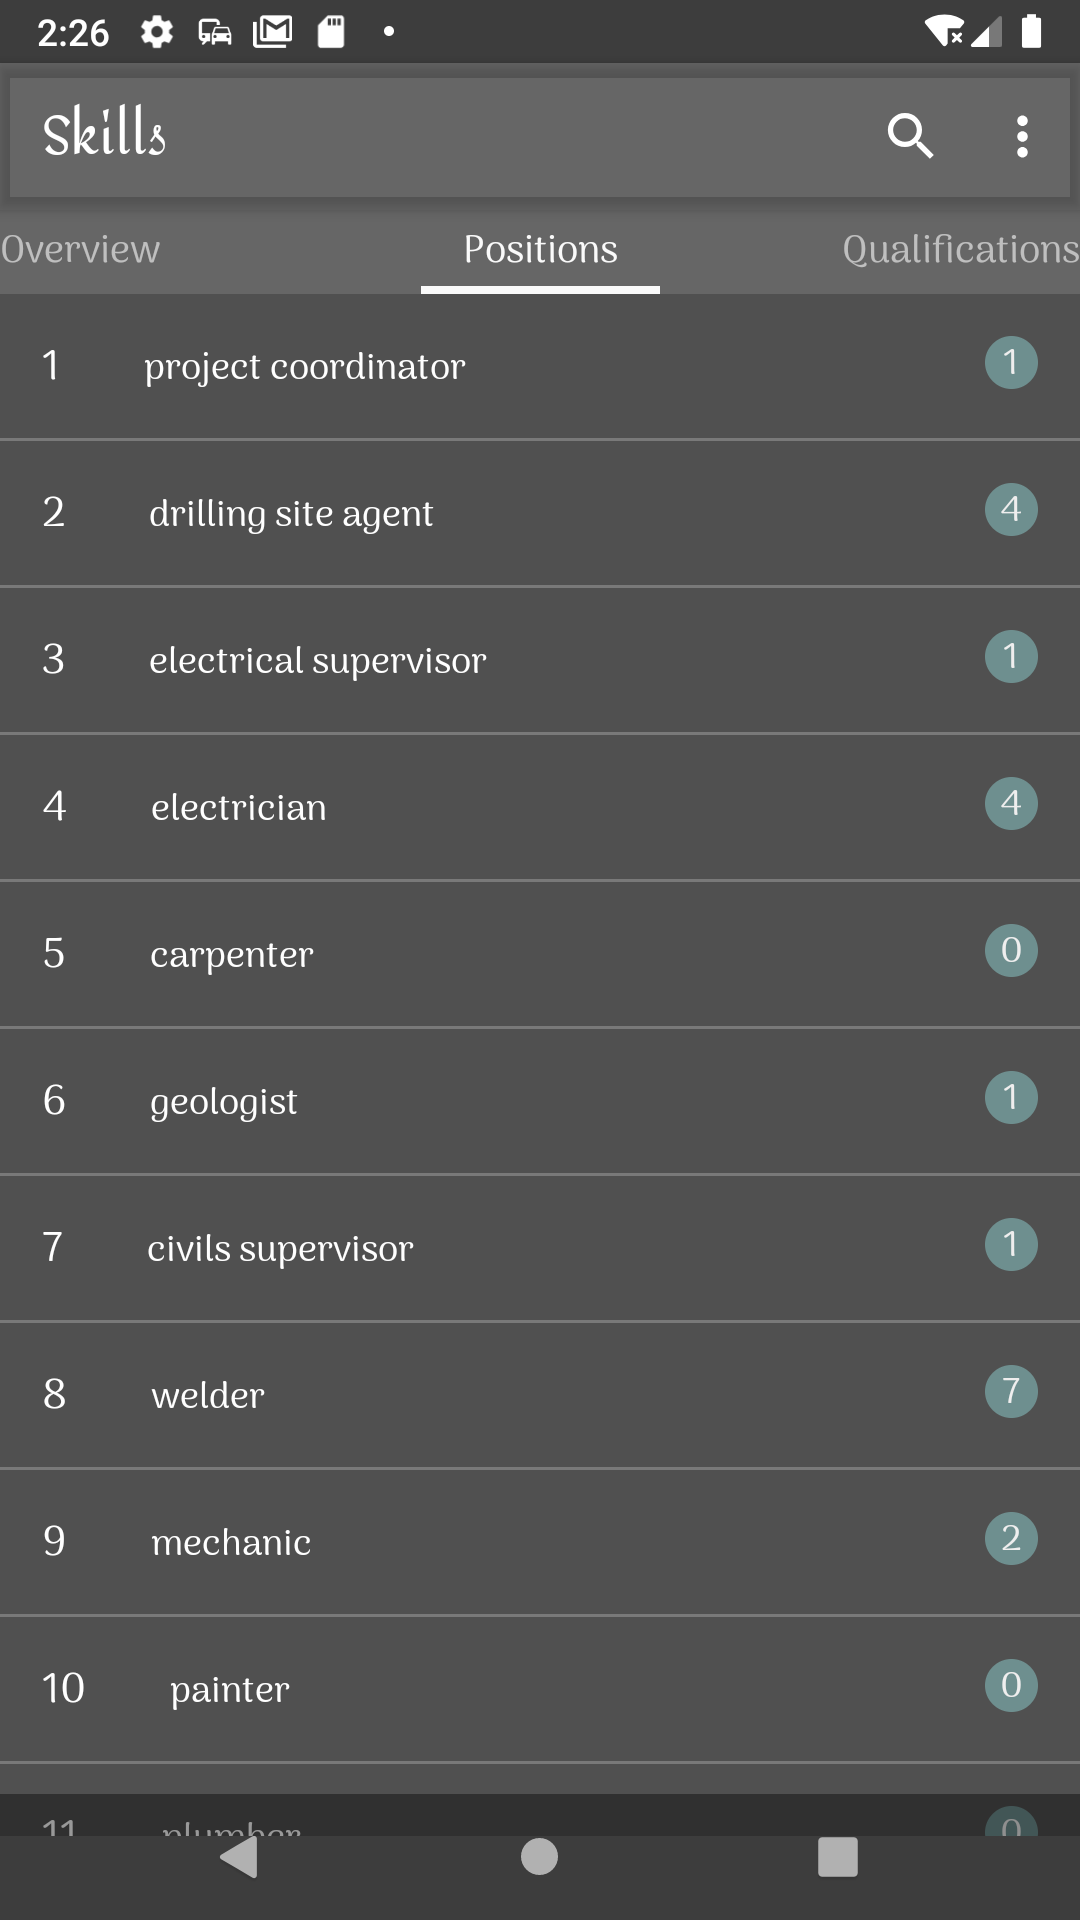 2:26
Skills
Overview Positions Qualifications
1 project coordinator 1
2 drilling site agent 4
3 electrical supervisor 1
4 electrician 4
5 carpenter 0
6 geologist 1
7 civils supervisor 1
8 welder 7
9 mechanic 2
10 painter 0
11 plumber 0